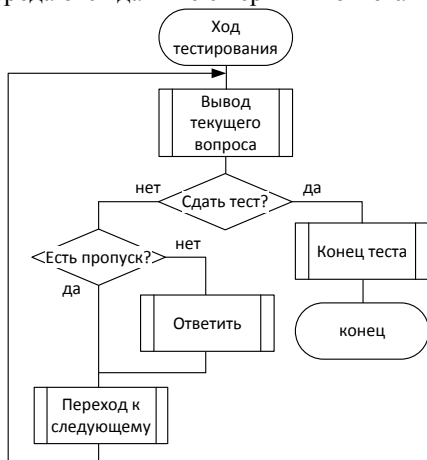 Ход
тестирования
Вывод
текущего
вопроса
нет
да
Сдать тест?
Есть пропуск?
нет
Конец теста
да
Ответить
конец
Переход к
следующему